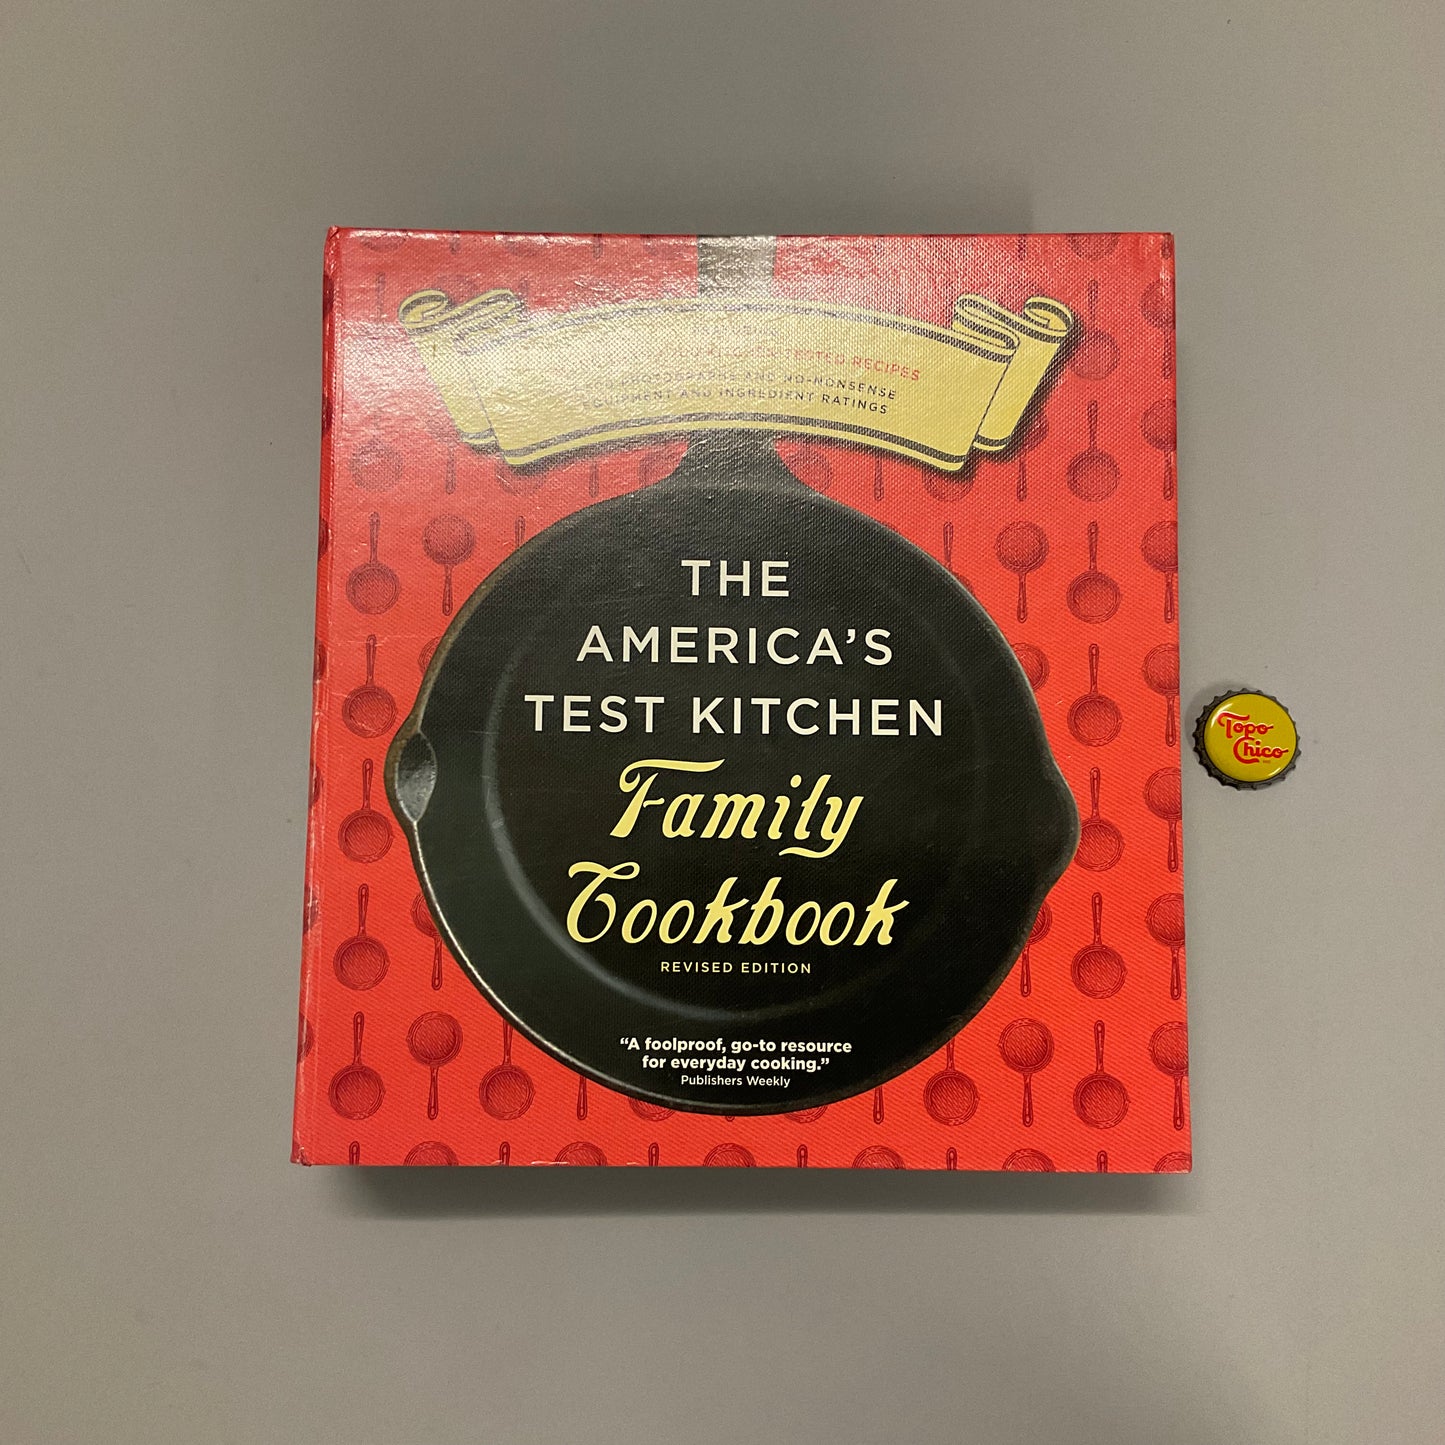 TESTED RECIPES
PHOTOGRAPHS AND NO-NONSENSE
EQUIPMENT AND INGREDIENT RATINGS
THE
AMERICA'S
TEST KITCHEN
Family
Cookbook
REVISED EDITION
“A foolproof, go-to resource
for everyday cooking.”
Publishers Weekly
Topo
Chico